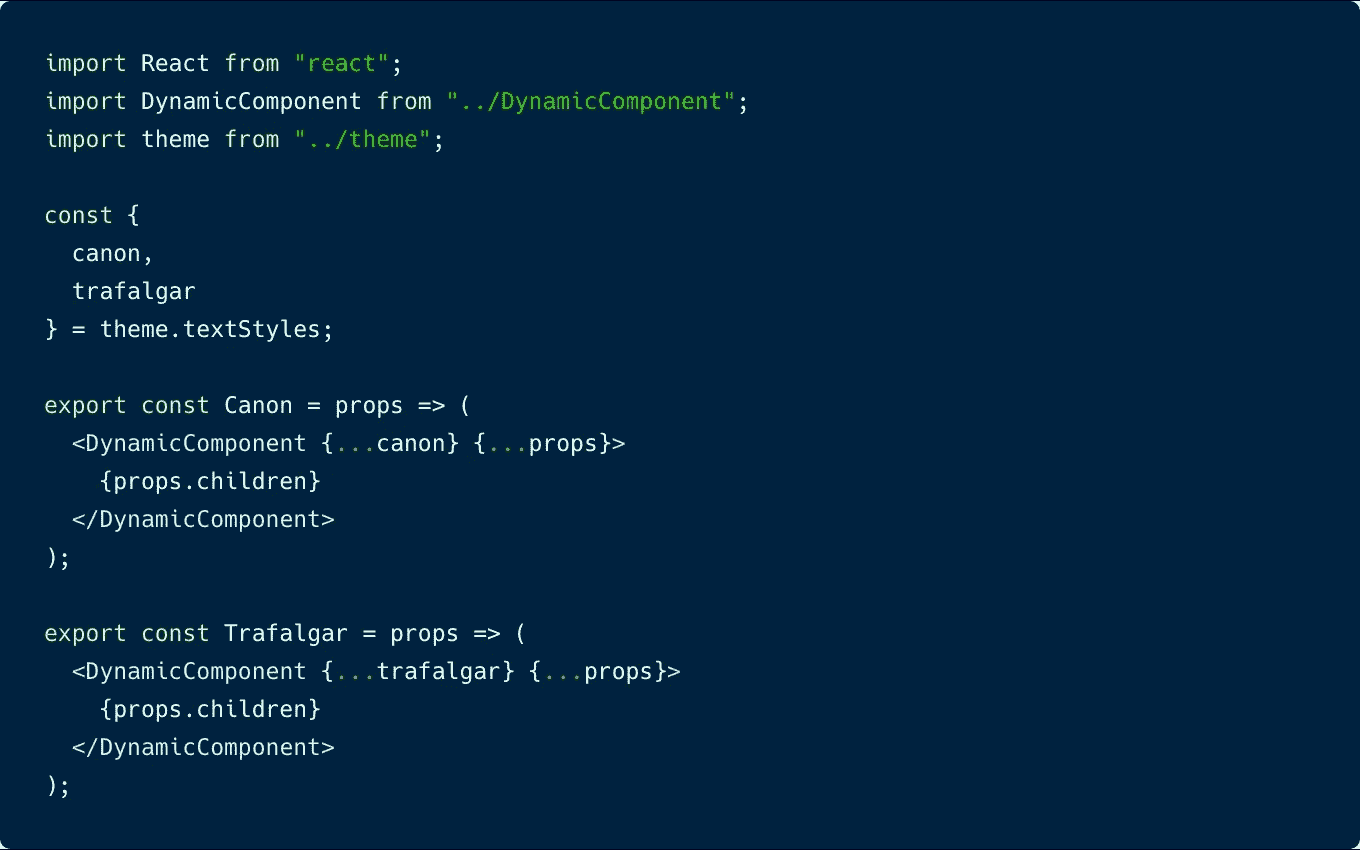 import React from "react";
import DynamicComponent from "../DynamicComponent";
import theme from "../theme";

const {
  canon,
  trafalgar
} = theme.textStyles;

export const Canon = props => (
  <DynamicComponent {...canon} {...props}>
    {props.children}
  </DynamicComponent>
);

export const Trafalgar = props => (
  <DynamicComponent {...trafalgar} {...props}>
    {props.children}
  </DynamicComponent>
);